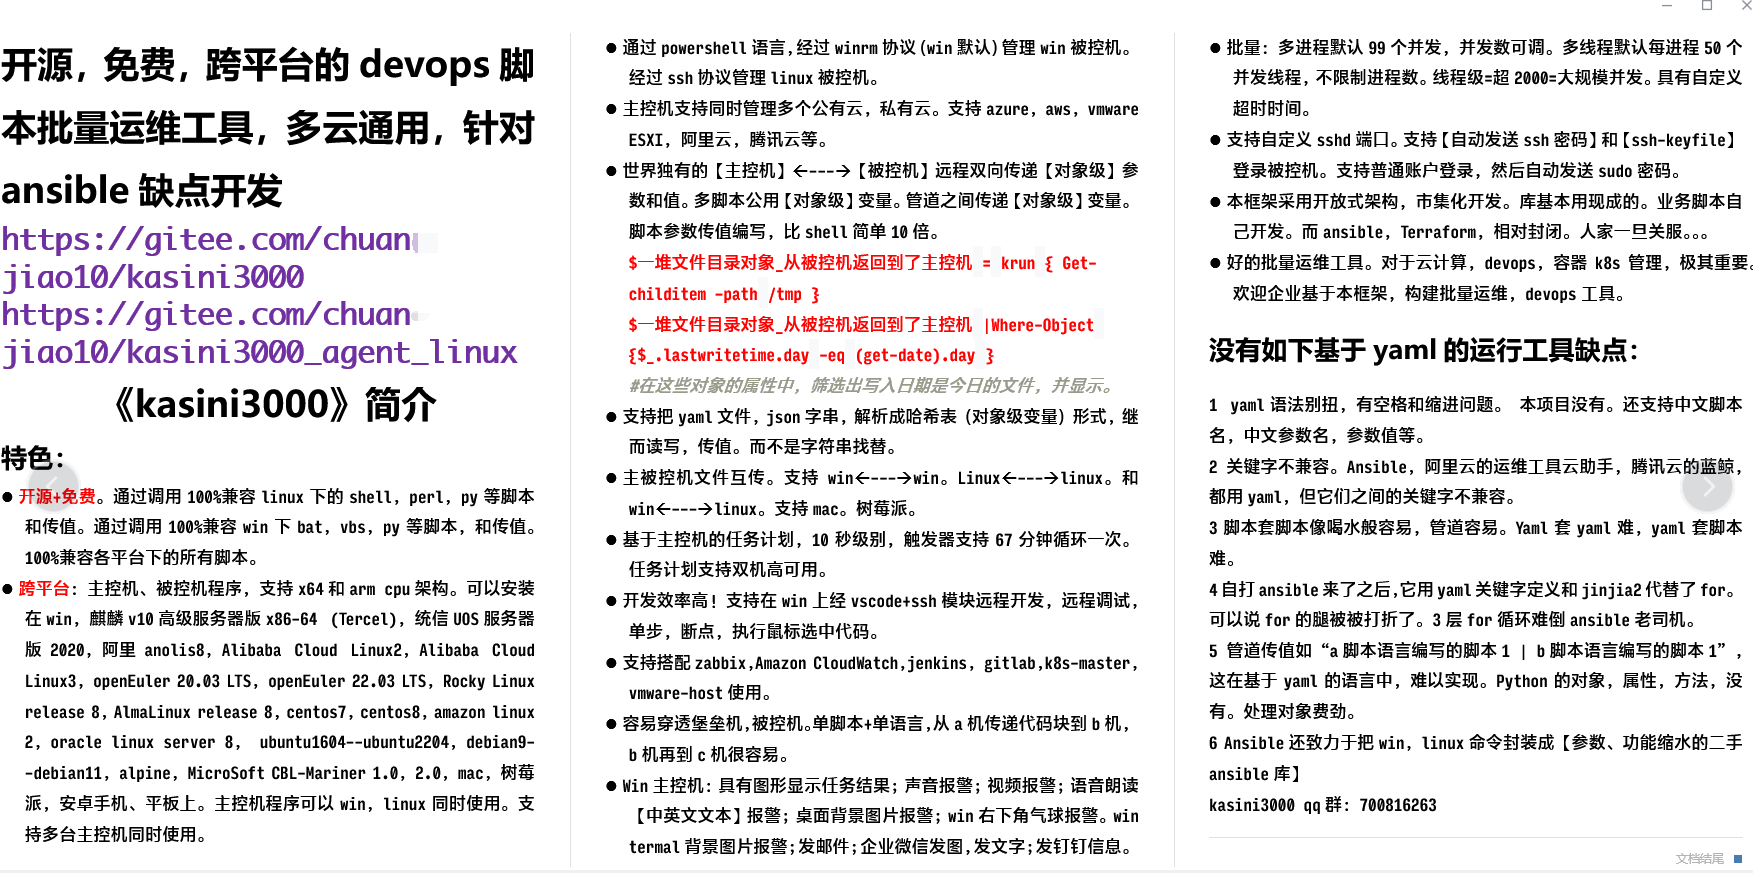 开源，免费，跨平台的 devops 脚
本批量运维工具，多云通用，针对
ansible 缺点开发
https://gitee.com/chuan
jiao10/kasini3000
https://gitee.com/chuan
jiao10/kasini3000_agent_linux
《kasini3000》简介
特色：
● 开源+免费。通过调用 100%兼容 linux 下的 shell，perl，py 等脚本
和传值。通过调用 100%兼容 win 下 bat，vbs，py 等脚本，和传值。
100%兼容各平台下的所有脚本。
● 跨平台：主控机、被控机程序，支持 x64 和 arm cpu 架构。可以安装
在 win，麒麟 v10 高级服务器版 x86-64 （Tercel），统信 UOS 服务器
版 2020，阿里 anolis8，Alibaba Cloud Linux2，Alibaba Cloud
Linux3，openEuler 20.03 LTS，openEuler 22.03 LTS，Rocky Linux
release 8，AlmaLinux release 8，centos7，centos8，amazon linux
2，oracle linux server 8， ubuntu1604--ubuntu2204，debian9-
-debian11，alpine，MicroSoft CBL-Mariner 1.0，2.0，mac，树莓
派，安卓手机、平板上。主控机程序可以 win，linux 同时使用。支
持多台主控机同时使用。
● 通过 powershell 语言，经过 winrm 协议（win 默认）管理 win 被控机。
经过 ssh 协议管理 linux 被控机。
● 主控机支持同时管理多个公有云，私有云。支持 azure，aws，vmware
ESXI，阿里云，腾讯云等。
● 世界独有的【主控机】←---→【被控机】远程双向传递【对象级】参
数和值。多脚本公用【对象级】变量。管道之间传递【对象级】变量。
脚本参数传值编写，比 shell 简单 10 倍。
$一堆文件目录对象_从被控机返回到了主控机 = krun { Get-
childitem -path /tmp }
$一堆文件目录对象_从被控机返回到了主控机 |Where-Object
{$_.lastwritetime.day -eq (get-date).day }
#在这些对象的属性中，筛选出写入日期是今日的文件，并显示。
● 支持把 yaml 文件，json 字串，解析成哈希表（对象级变量）形式，继
而读写，传值。而不是字符串找替。
● 主被控机文件互传。支持 win←---→win。Linux←---→linux。和
win←---→linux。支持 mac。树莓派。
● 基于主控机的任务计划，10 秒级别，触发器支持 67 分钟循环一次。
任务计划支持双机高可用。
● 开发效率高！支持在 win 上经 vscode+ssh 模块远程开发，远程调试，
单步，断点，执行鼠标选中代码。
● 支持搭配 zabbix,Amazon CloudWatch,jenkins，gitlab,k8s-master，
vmware-host 使用。
● 容易穿透堡垒机，被控机。单脚本+单语言，从 a 机传递代码块到 b 机，
b 机再到 c 机很容易。
● Win 主控机：具有图形显示任务结果；声音报警；视频报警；语音朗读
【中英文文本】报警；桌面背景图片报警；win 右下角气球报警。win
termal 背景图片报警；发邮件；企业微信发图，发文字；发钉钉信息。
● 批量：多进程默认 99 个并发，并发数可调。多线程默认每进程 50 个
并发线程，不限制进程数。线程级=超 2000=大规模并发。具有自定义
超时时间。
● 支持自定义 sshd 端口。支持【自动发送 ssh 密码】和【ssh-keyfile】
登录被控机。支持普通账户登录，然后自动发送 sudo 密码。
● 本框架采用开放式架构，市集化开发。库基本用现成的。业务脚本自
己开发。而 ansible，Terraform，相对封闭。人家一旦关服。。。
● 好的批量运维工具。对于云计算，devops，容器 k8s 管理，极其重要。
欢迎企业基于本框架，构建批量运维，devops 工具。
没有如下基于 yaml 的运行工具缺点：
1 yaml 语法别扭，有空格和缩进问题。 本项目没有。还支持中文脚本
名，中文参数名，参数值等。
2 关键字不兼容。Ansible，阿里云的运维工具云助手，腾讯云的蓝鲸，
都用 yaml，但它们之间的关键字不兼容。
3 脚本套脚本像喝水般容易，管道容易。Yaml 套 yaml 难，yaml 套脚本
难。
4 自打 ansible 来了之后，它用 yaml 关键字定义和 jinjia2 代替了 for。
可以说 for 的腿被被打折了。3 层 for 循环难倒 ansible 老司机。
5 管道传值如“a 脚本语言编写的脚本 1 | b 脚本语言编写的脚本 1”，
这在基于 yaml 的语言中，难以实现。Python 的对象，属性，方法，没
有。处理对象费劲。
6 Ansible 还致力于把 win，linux 命令封装成【参数、功能缩水的二手
ansible 库】
kasini3000 qq 群：700816263
文档结尾